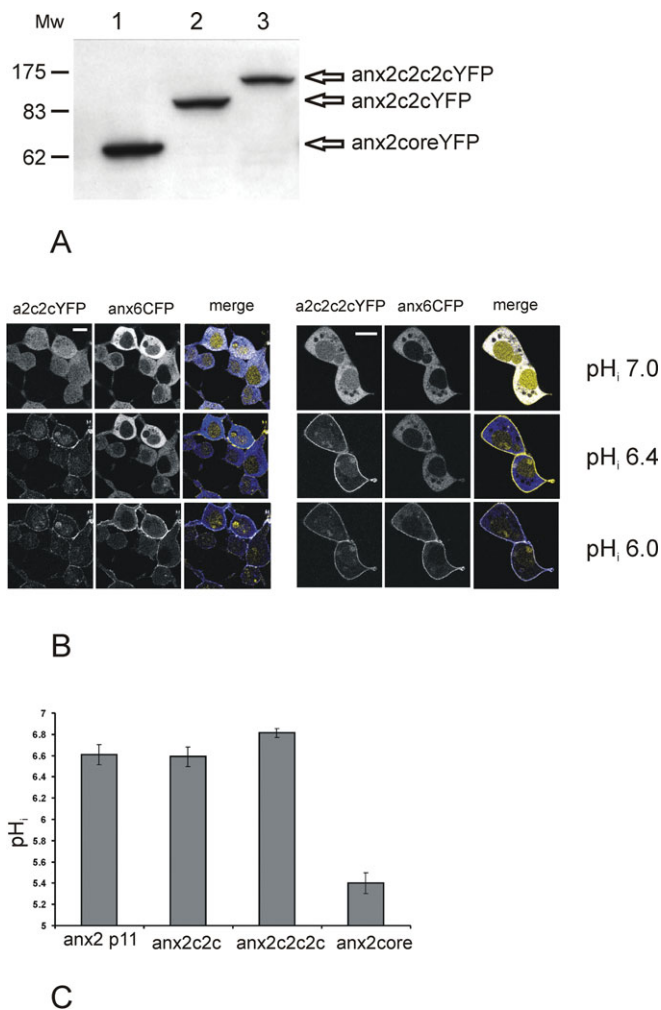 Mw 1 2 3
175
83
62
anx2c2c2cYFP
anx2c2cYFP
anx2coreYFP
A
a2c2cYFP anx6CFP merge a2c2c2cYFP anx6CFP merge
pHi 7.0
pHi 6.4
pHi 6.0
B
7
6.8
6.6
6.4
6.2
6
5.8
5.6
5.4
5.2
5
pHi
anx2 p11 anx2c2c anx2c2c2c anx2core
C